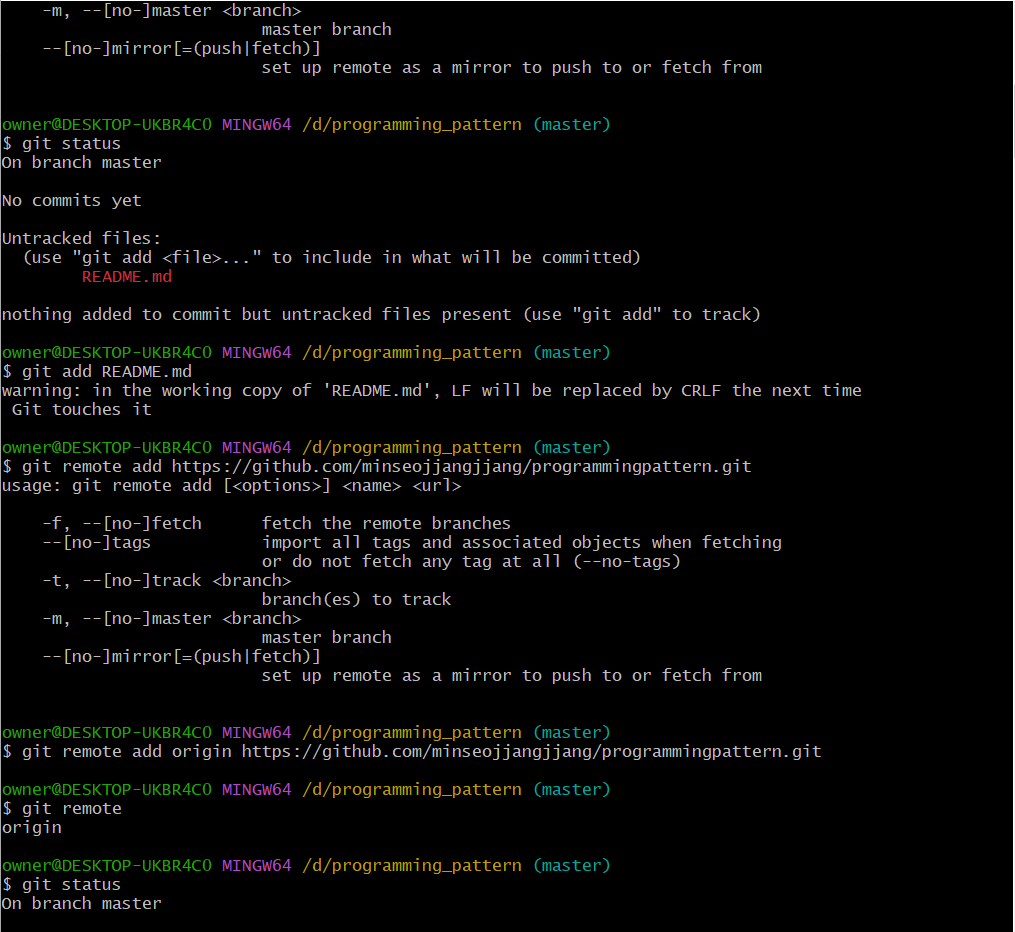 -m, --[no-]master <branch>
master branch
--[no-]mirror[=(push|fetch)]
set up remote as a mirror to push to or fetch from
owner@DESKTOP-UKBR4CO MINGW64 /d/programming_pattern (master)
$ git status
On branch master
No commits yet
Untracked files:
(use "git add <file>..." to include in what will be committed)
README.md
nothing added to commit but untracked files present (use "git add" to track)
owner@DESKTOP-UKBR4CO MINGW64 /d/programming_pattern (master)
$ git add README.md
warning: in the working copy of 'README.md', LF will be replaced by CRLF the next time
Git touches it
owner@DESKTOP-UKBR4CO MINGW64 /d/programming_pattern (master)
$ git remote add https://github.com/minseojjangjjang/programmingpattern.git
usage: git remote add [<options>] <name> <url>
-f, --[no-]fetch fetch the remote branches
--[no-]tags import all tags and associated objects when fetching
or do not fetch any tag at all (--no-tags)
-t, --[no-]track <branch>
branch(es) to track
-m, --[no-]master <branch>
master branch
--[no-]mirror[=(push|fetch)]
set up remote as a mirror to push to or fetch from
owner@DESKTOP-UKBR4CO MINGW64 /d/programming_pattern (master)
$ git remote add origin https://github.com/minseojjangjjang/programmingpattern.git
owner@DESKTOP-UKBR4CO MINGW64 /d/programming_pattern (master)
$ git remote
origin
owner@DESKTOP-UKBR4CO MINGW64 /d/programming_pattern (master)
$ git status
On branch master